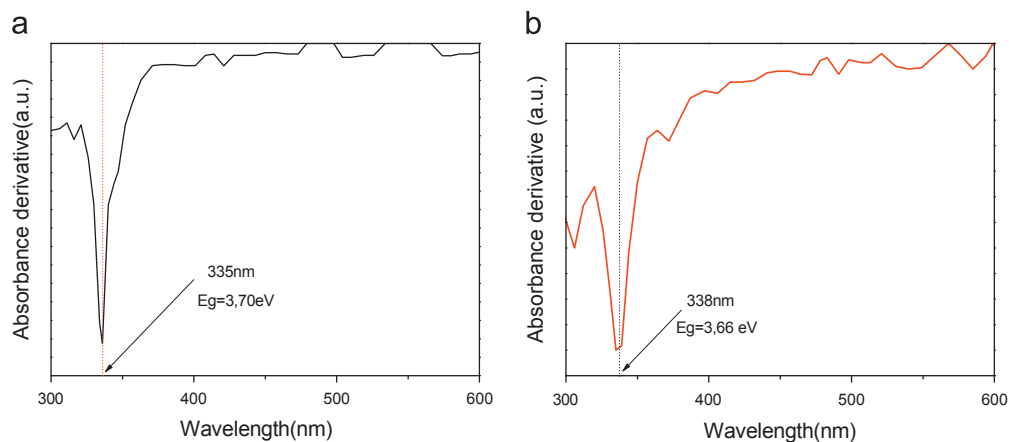 a
Absorbance derivative(a.u.)
335nm
Eg=3,70eV
300 400 500 600
Wavelength(nm)
b
Absorbance derivative (a.u.)
338nm
Eg=3,66 eV
300 400 500 600
Wavelength(nm)